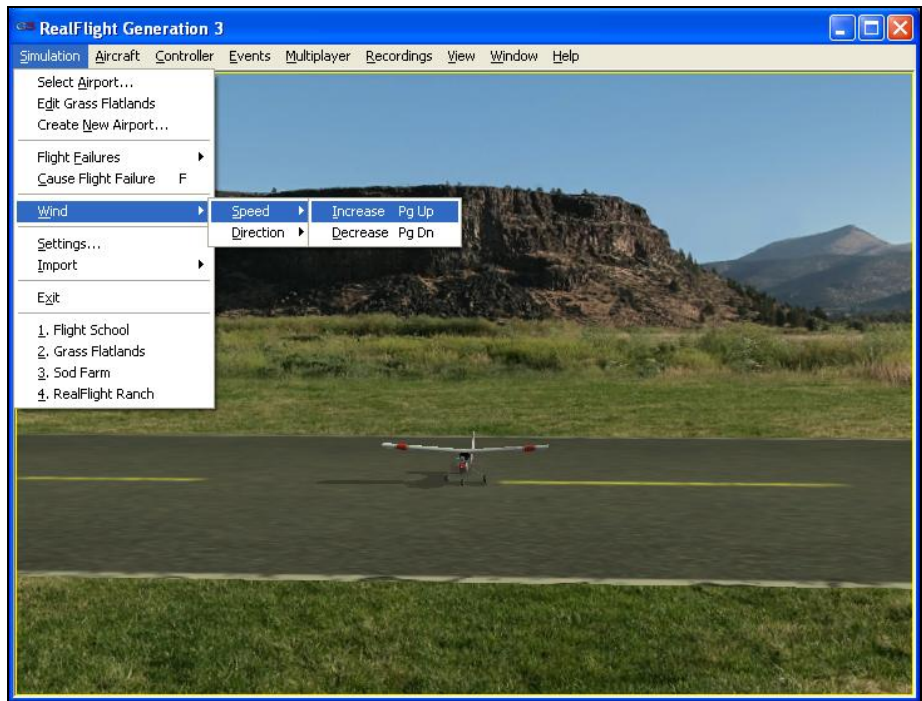 RealFlight Generation 3
Simulation Aircraft Controller Events Multiplayer Recordings View Window Help
Select Airport...
Edit Grass Flatlands
Create New Airport...
Flight Failures
Cause Flight Failure F
Wind
Speed
Increase Pg Up
Direction
Decrease Pg Dn
Settings...
Import
Exit
1. Flight School
2. Grass Flatlands
3. Sod Farm
4. RealFlight Ranch